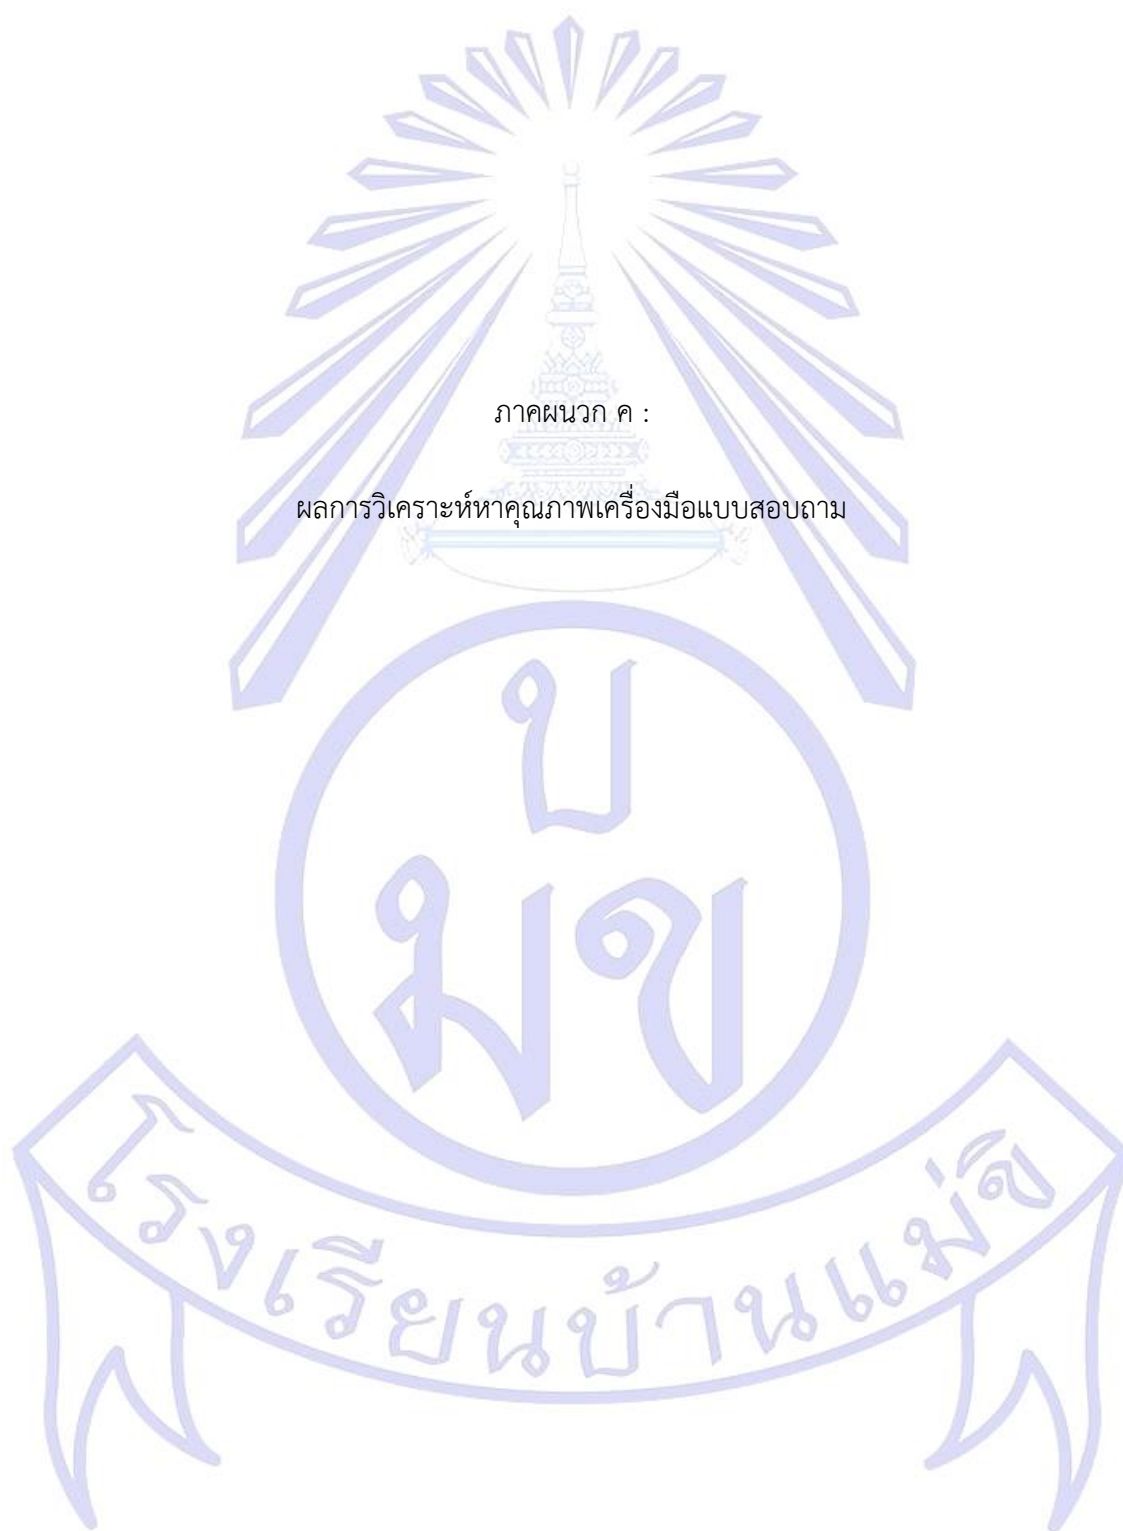 ภาคผนวก ค :
ผลการวิเคราะห์หาคุณภาพเครื่องมือแบบสอบถาม
บ
มข
โรงเรียนบ้านแม่ขิ